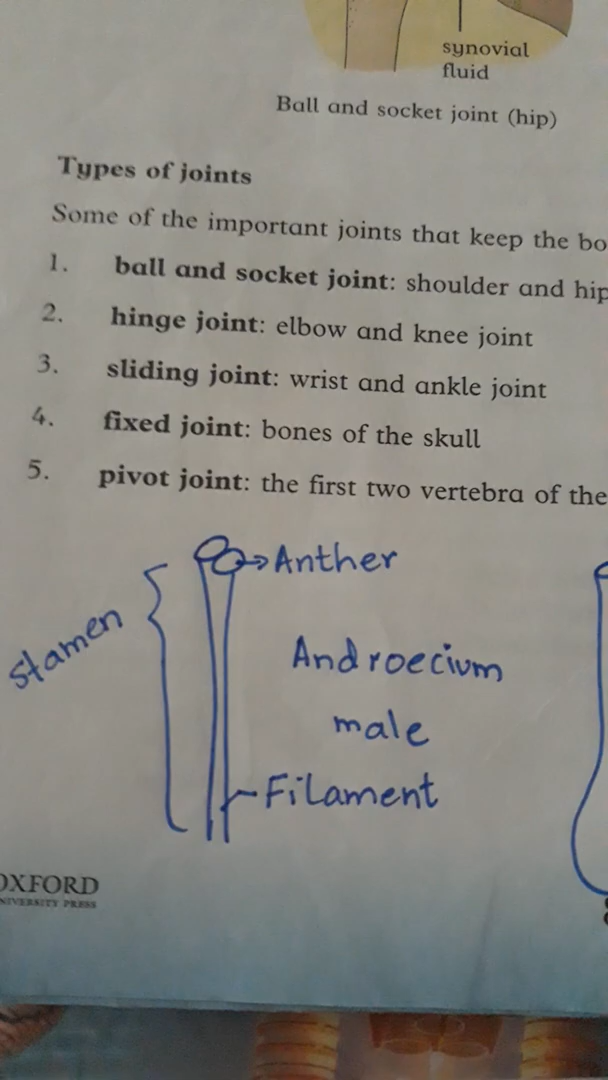 synovial
fluid
Ball and socket joint (hip)
Types of joints
Some of the important joints that keep the bo
1. ball and socket joint: shoulder and hip
2. hinge joint: elbow and knee joint
3. sliding joint: wrist and ankle joint
4. fixed joint: bones of the skull
5. pivot joint: the first two vertebra of the
Anther
Stamen
Androecium
male
Filament
OXFORD
UNIVERSITY PRESS